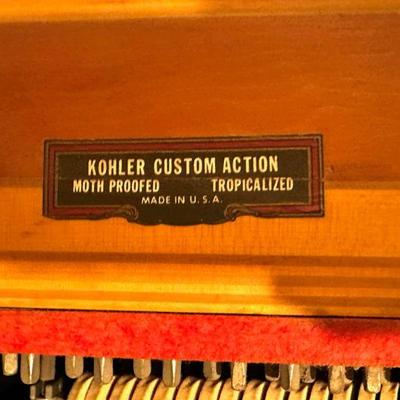 KOHLER CUSTOM ACTION
MOTH PROOFED TROPICALIZED
MADE IN U.S.A.